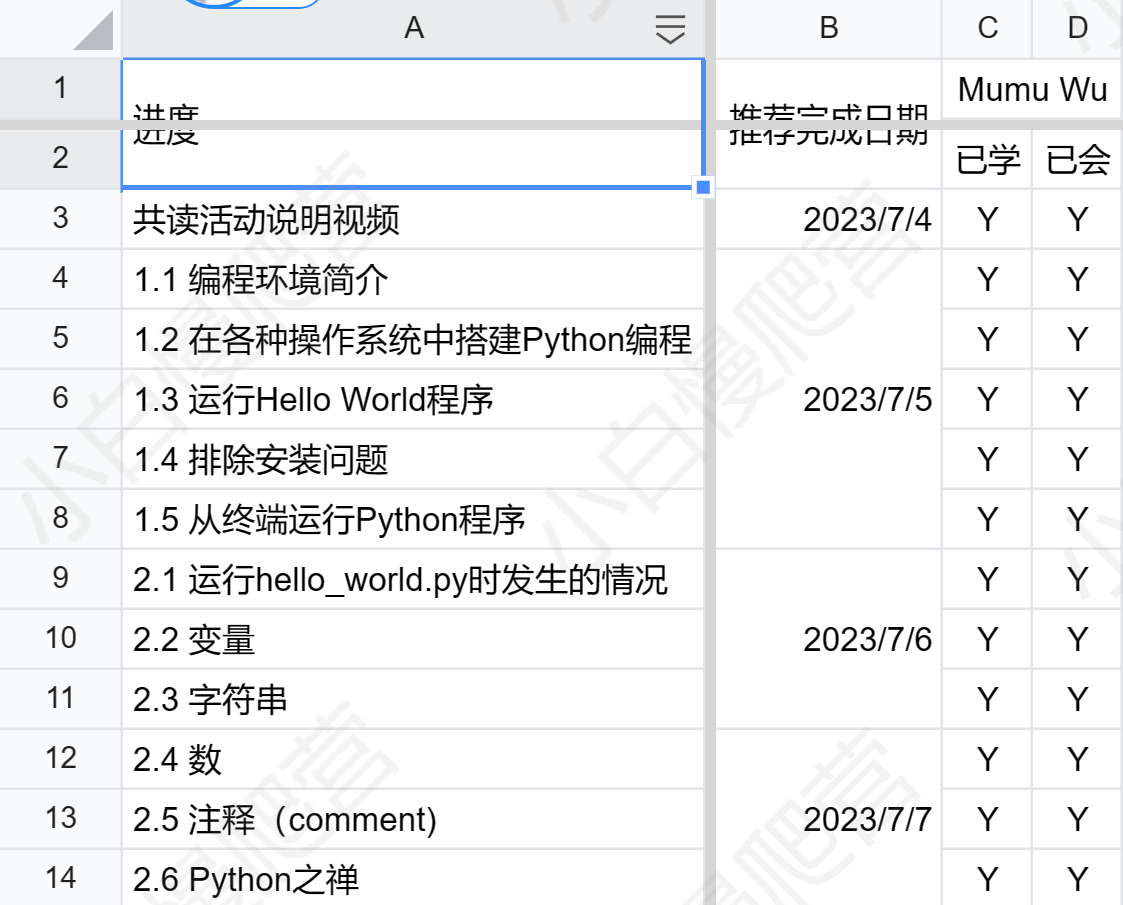 A B C D
1 进度 推荐完成日期 Mumu Wu
2 已学 已会
3 共读活动说明视频 2023/7/4 Y Y
4 1.1 编程环境简介 Y Y
5 1.2 在各种操作系统中搭建Python编程 Y Y
6 1.3 运行Hello World程序 2023/7/5 Y Y
7 1.4 排除安装问题 Y Y
8 1.5 从终端运行Python程序 Y Y
9 2.1 运行hello_world.py时发生的情况 Y Y
10 2.2 变量 2023/7/6 Y Y
11 2.3 字符串 Y Y
12 2.4 数 Y Y
13 2.5 注释（comment) 2023/7/7 Y Y
14 2.6 Python之禅 Y Y
小白慢爬营
小白慢爬营